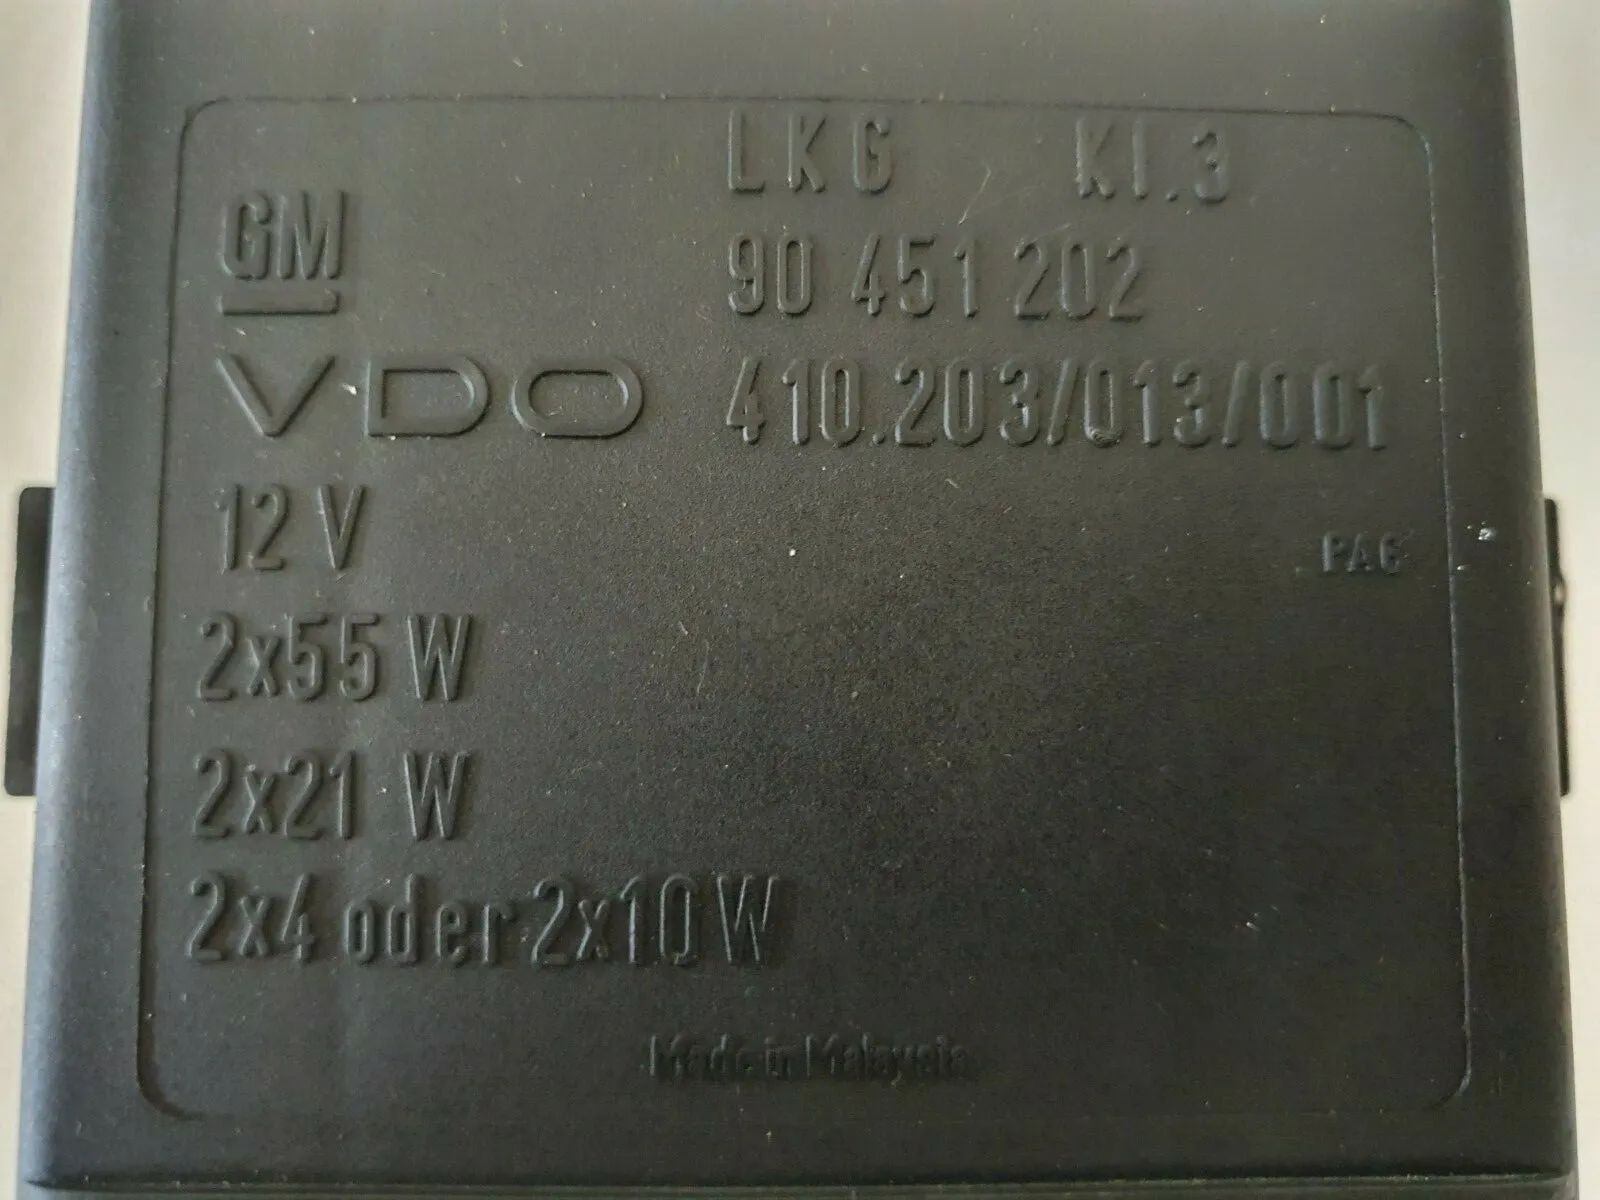 LKG KI.3
GM
90 451 202
VDO 410.203/013/001
12 V
PA6
2x55 W
2x21 W
2x4 oder 2x10 W
Made in Malaysia